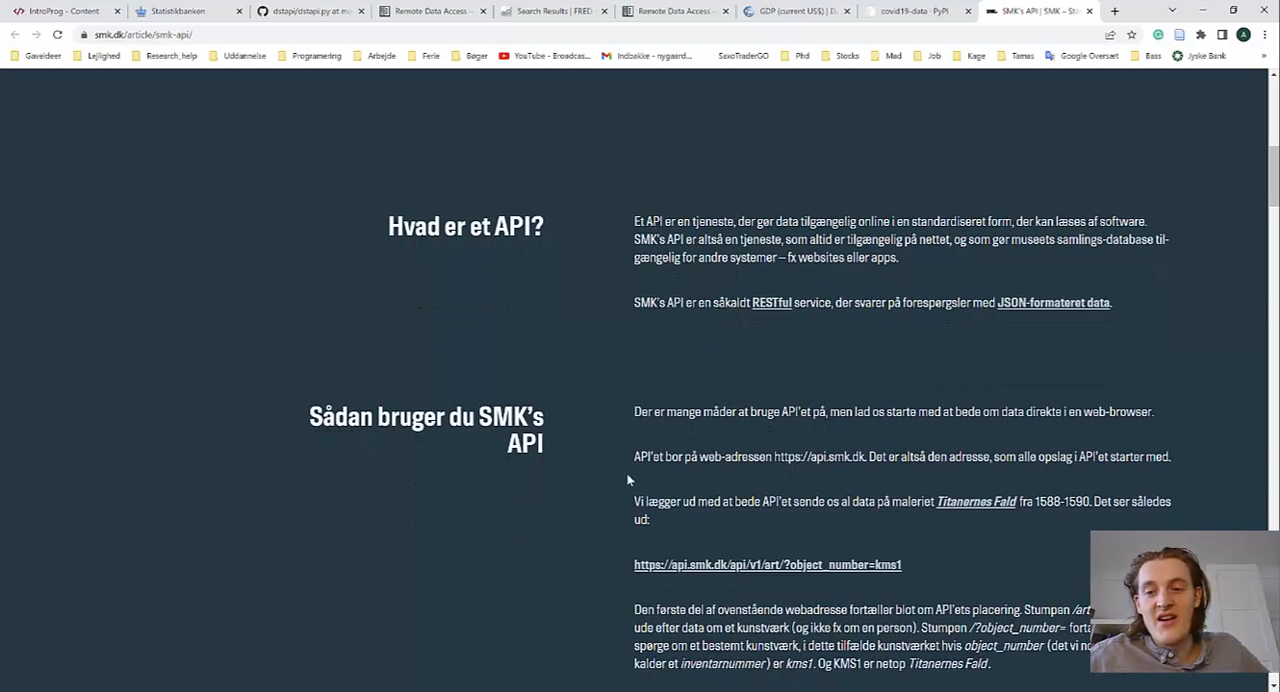 IntroProg - Content
Statistikbanken
dstapi/dstapi.py at ma
Remote Data Access -
Search Results | FRED
Remote Data Access -
GDP (current US$) | D
covid19-data · PyPI
SMK's API | SMK – Sta
smk.dk/article/smk-api/
A
Gaveideer
Lejlighed
Research_help
Uddannelse
Programering
Arbejde
Ferie
Bøger
YouTube - Broadcas...
Indbakke - nygaard...
SaxoTraderGO
Phd
Stocks
Mad
Job
Kage
Tamas
Google Oversæt
Bass
Jyske Bank
»
Hvad er et API?
Et API er en tjeneste, der gør data tilgængelig online i en standardiseret form, der kan læses af software.
SMK's API er altså en tjeneste, som altid er tilgængelig på nettet, og som gør museets samlings-database til-
gængelig for andre systemer – fx websites eller apps.
SMK's API er en såkaldt RESTful service, der svarer på forespørgsler med JSON-formateret data.
Sådan bruger du SMK's
API
Der er mange måder at bruge API'et på, men lad os starte med at bede om data direkte i en web-browser.
API'et bor på web-adressen https://api.smk.dk. Det er altså den adresse, som alle opslag i API'et starter med.
Vi lægger ud med at bede API'et sende os al data på maleriet Titanernes Fald fra 1588-1590. Det ser således
ud:
https://api.smk.dk/api/v1/art/?object_number=kms1
Den første del af ovenstående webadresse fortæller blot om API'ets placering. Stumpen /art
ude efter data om et kunstværk (og ikke fx om en person). Stumpen /?object_number= fort
spørge om et bestemt kunstværk, i dette tilfælde kunstværket hvis object_number (det vi n
kalder et inventarnummer) er kms1. Og KMS1 er netop Titanernes Fald.